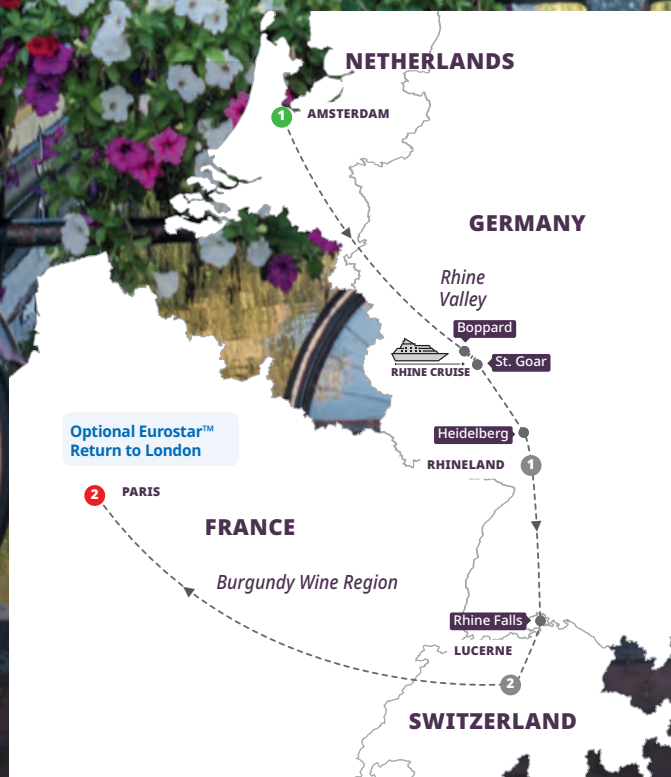 NETHERLANDS
1
AMSTERDAM
GERMANY
Rhine
Valley
Boppard
St. Goar
RHINE CRUISE
Optional Eurostar™
Return to London
Heidelberg
RHINELAND
1
2
PARIS
FRANCE
Burgundy Wine Region
Rhine Falls
LUCERNE
2
SWITZERLAND